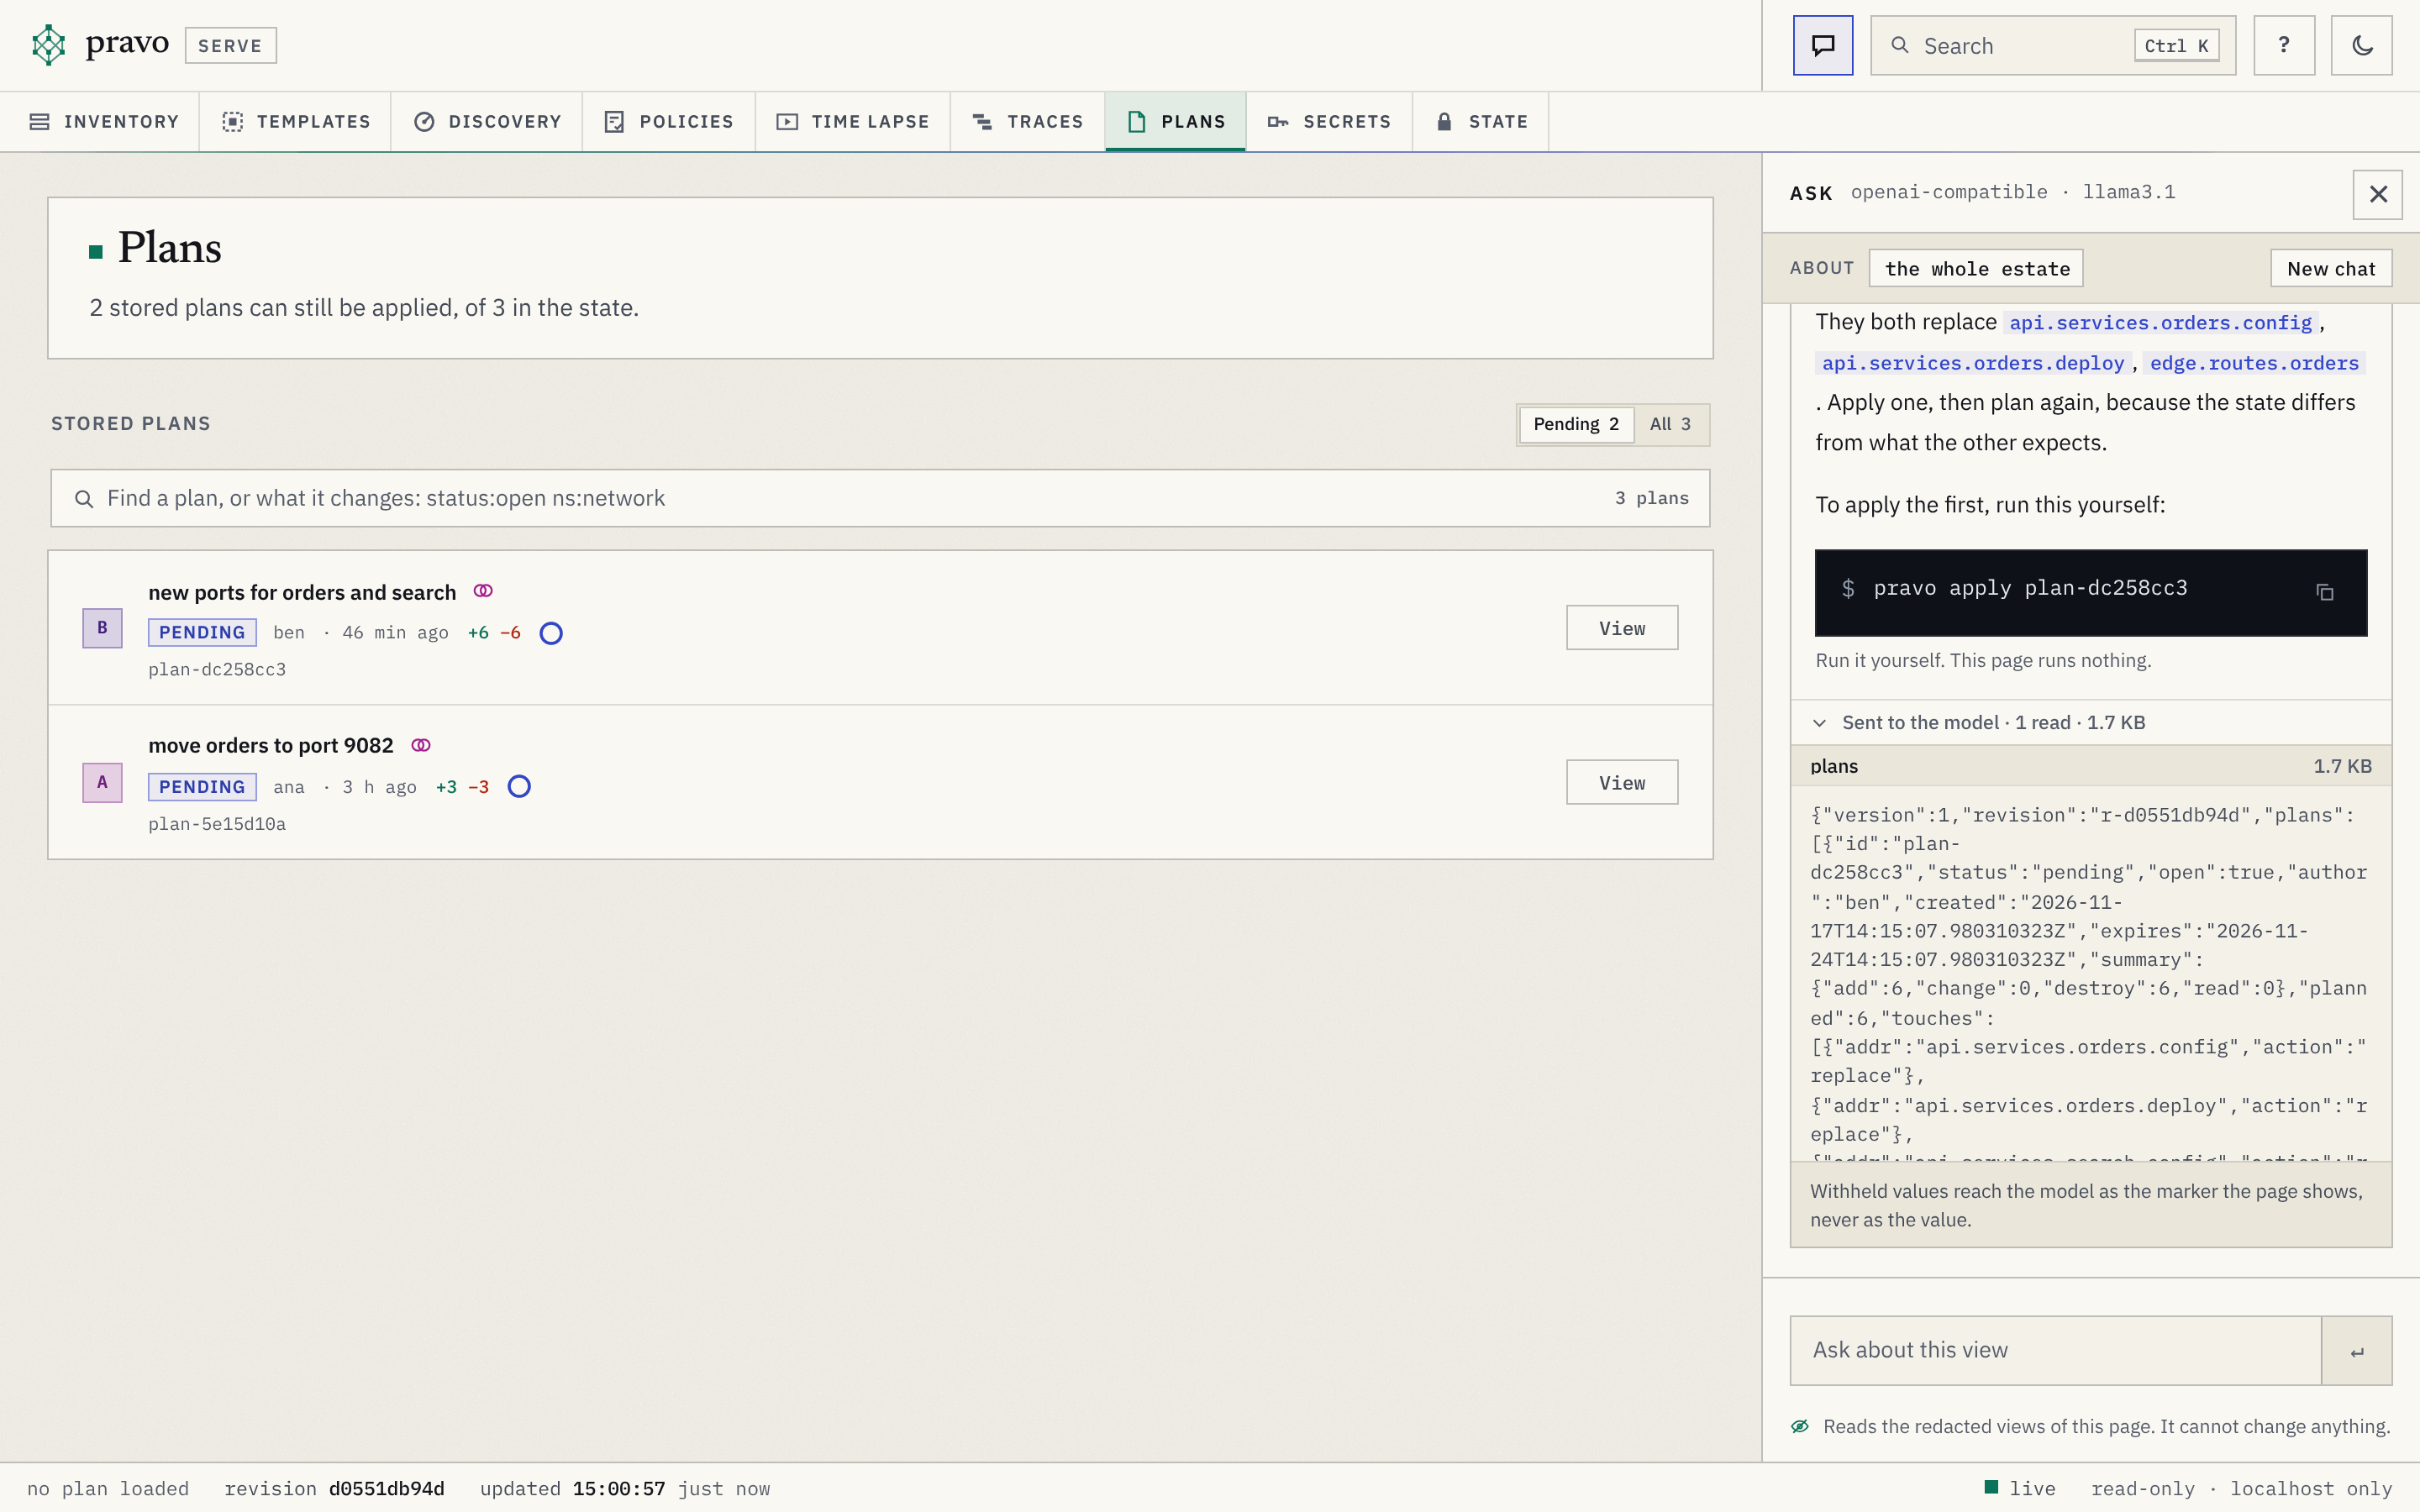 pravo SERVE
Search Ctrl K ?
INVENTORY TEMPLATES DISCOVERY POLICIES TIME LAPSE TRACES PLANS SECRETS STATE
Plans
2 stored plans can still be applied, of 3 in the state.
STORED PLANS
Pending 2 All 3
Find a plan, or what it changes: status:open ns:network 3 plans
B
new ports for orders and search
PENDING ben · 46 min ago +6 −6
plan-dc258cc3
View
A
move orders to port 9082
PENDING ana · 3 h ago +3 −3
plan-5e15d10a
View
ASK openai-compatible · llama3.1
ABOUT the whole estate New chat
They both replace api.services.orders.config,
api.services.orders.deploy, edge.routes.orders
. Apply one, then plan again, because the state differs
from what the other expects.
To apply the first, run this yourself:
$ pravo apply plan-dc258cc3
Run it yourself. This page runs nothing.
Sent to the model · 1 read · 1.7 KB
plans 1.7 KB
{"version":1,"revision":"r-d0551db94d","plans":
[{"id":"plan-
dc258cc3","status":"pending","open":true,"author
":"ben","created":"2026-11-
17T14:15:07.980310323Z","expires":"2026-11-
24T14:15:07.980310323Z","summary":
{"add":6,"change":0,"destroy":6,"read":0},"plann
ed":6,"touches":
[{"addr":"api.services.orders.config","action":"
replace"},
{"addr":"api.services.orders.deploy","action":"r
eplace"},
{"addr":"api.services.search.config","action":"r
Withheld values reach the model as the marker the page shows,
never as the value.
Ask about this view ↵
Reads the redacted views of this page. It cannot change anything.
no plan loaded revision d0551db94d updated 15:00:57 just now
live read-only · localhost only